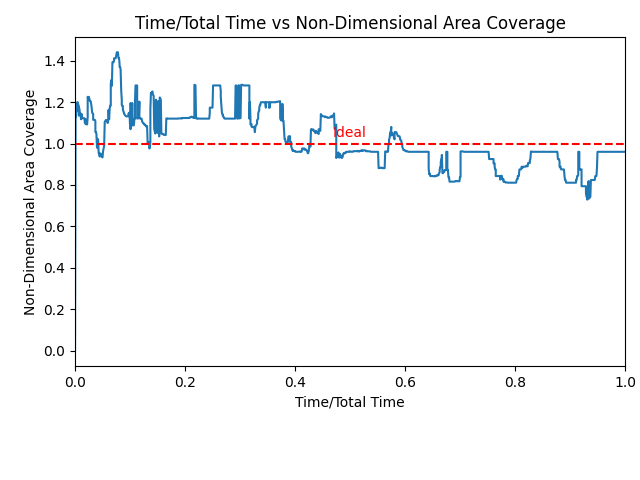 Time/Total Time vs Non-Dimensional Area Coverage
Non-Dimensional Area Coverage
1.4
1.2
1.0
0.8
0.6
0.4
0.2
0.0
Ideal
0.0 0.2 0.4 0.6 0.8 1.0
Time/Total Time